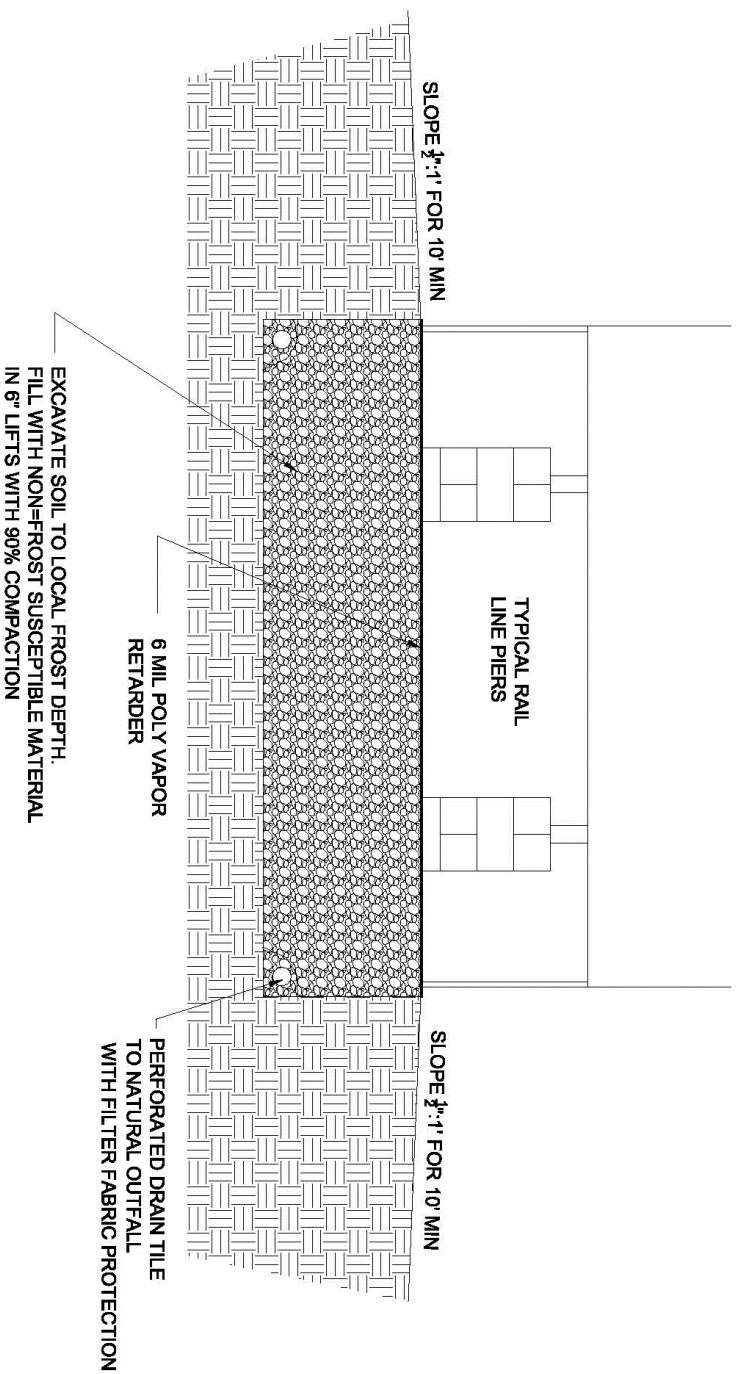 SLOPE ½":1' FOR 10' MIN
TYPICAL RAIL
LINE PIERS
SLOPE ½":1' FOR 10' MIN
EXCAVATE SOIL TO LOCAL FROST DEPTH.
FILL WITH NON=FROST SUSCEPTIBLE MATERIAL
IN 6" LIFTS WITH 90% COMPACTION
6 MIL POLY VAPOR
RETARDER
PERFORATED DRAIN TILE
TO NATURAL OUTFALL
WITH FILTER FABRIC PROTECTION